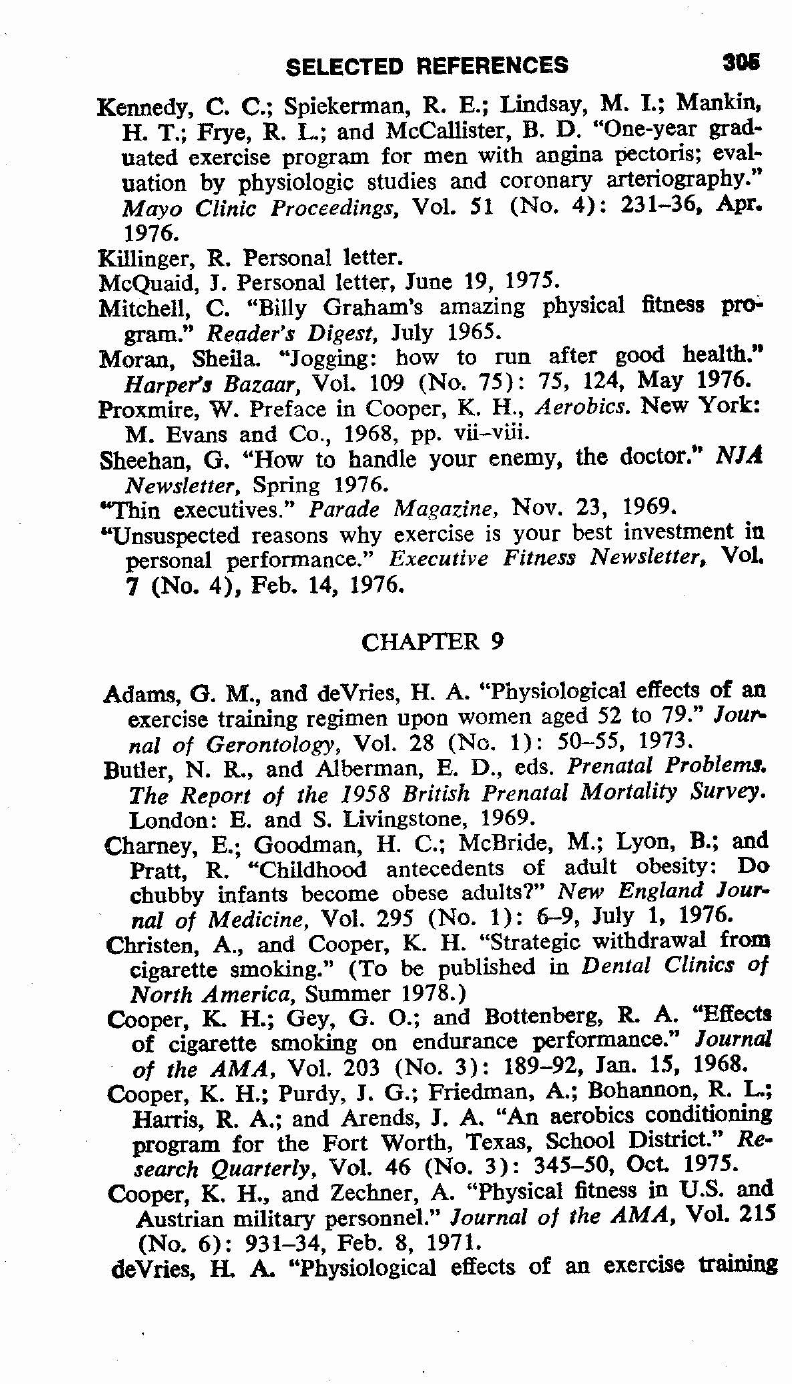 SELECTED REFERENCES 305
Kennedy, C. C.; Spiekerman, R. E.; Lindsay, M. I.; Mankin,
H. T.; Frye, R. L.; and McCallister, B. D. “One-year grad-
uated exercise program for men with angina pectoris; eval-
uation by physiologic studies and coronary arteriography.”
Mayo Clinic Proceedings, Vol. 51 (No. 4): 231–36, Apr.
1976.
Killinger, R. Personal letter.
McQuaid, J. Personal letter, June 19, 1975.
Mitchell, C. “Billy Graham’s amazing physical fitness pro-
gram.” Reader’s Digest, July 1965.
Moran, Sheila. “Jogging: how to run after good health.”
Harper’s Bazaar, Vol. 109 (No. 75): 75, 124, May 1976.
Proxmire, W. Preface in Cooper, K. H., Aerobics. New York:
M. Evans and Co., 1968, pp. vii–viii.
Sheehan, G. “How to handle your enemy, the doctor.” NJA
Newsletter, Spring 1976.
“Thin executives.” Parade Magazine, Nov. 23, 1969.
“Unsuspected reasons why exercise is your best investment in
personal performance.” Executive Fitness Newsletter, Vol.
7 (No. 4), Feb. 14, 1976.
CHAPTER 9
Adams, G. M., and deVries, H. A. “Physiological effects of an
exercise training regimen upon women aged 52 to 79.” Jour-
nal of Gerontology, Vol. 28 (No. 1): 50–55, 1973.
Butler, N. R., and Alberman, E. D., eds. Prenatal Problems.
The Report of the 1958 British Prenatal Mortality Survey.
London: E. and S. Livingstone, 1969.
Charney, E.; Goodman, H. C.; McBride, M.; Lyon, B.; and
Pratt, R. “Childhood antecedents of adult obesity: Do
chubby infants become obese adults?” New England Jour-
nal of Medicine, Vol. 295 (No. 1): 6–9, July 1, 1976.
Christen, A., and Cooper, K. H. “Strategic withdrawal from
cigarette smoking.” (To be published in Dental Clinics of
North America, Summer 1978.)
Cooper, K. H.; Gey, G. O.; and Bottenberg, R. A. “Effects
of cigarette smoking on endurance performance.” Journal
of the AMA, Vol. 203 (No. 3): 189–92, Jan. 15, 1968.
Cooper, K. H.; Purdy, J. G.; Friedman, A.; Bohannon, R. L.;
Harris, R. A.; and Arends, J. A. “An aerobics conditioning
program for the Fort Worth, Texas, School District.” Re-
search Quarterly, Vol. 46 (No. 3): 345–50, Oct. 1975.
Cooper, K. H., and Zechner, A. “Physical fitness in U.S. and
Austrian military personnel.” Journal of the AMA, Vol. 215
(No. 6): 931–34, Feb. 8, 1971.
deVries, H. A. “Physiological effects of an exercise training